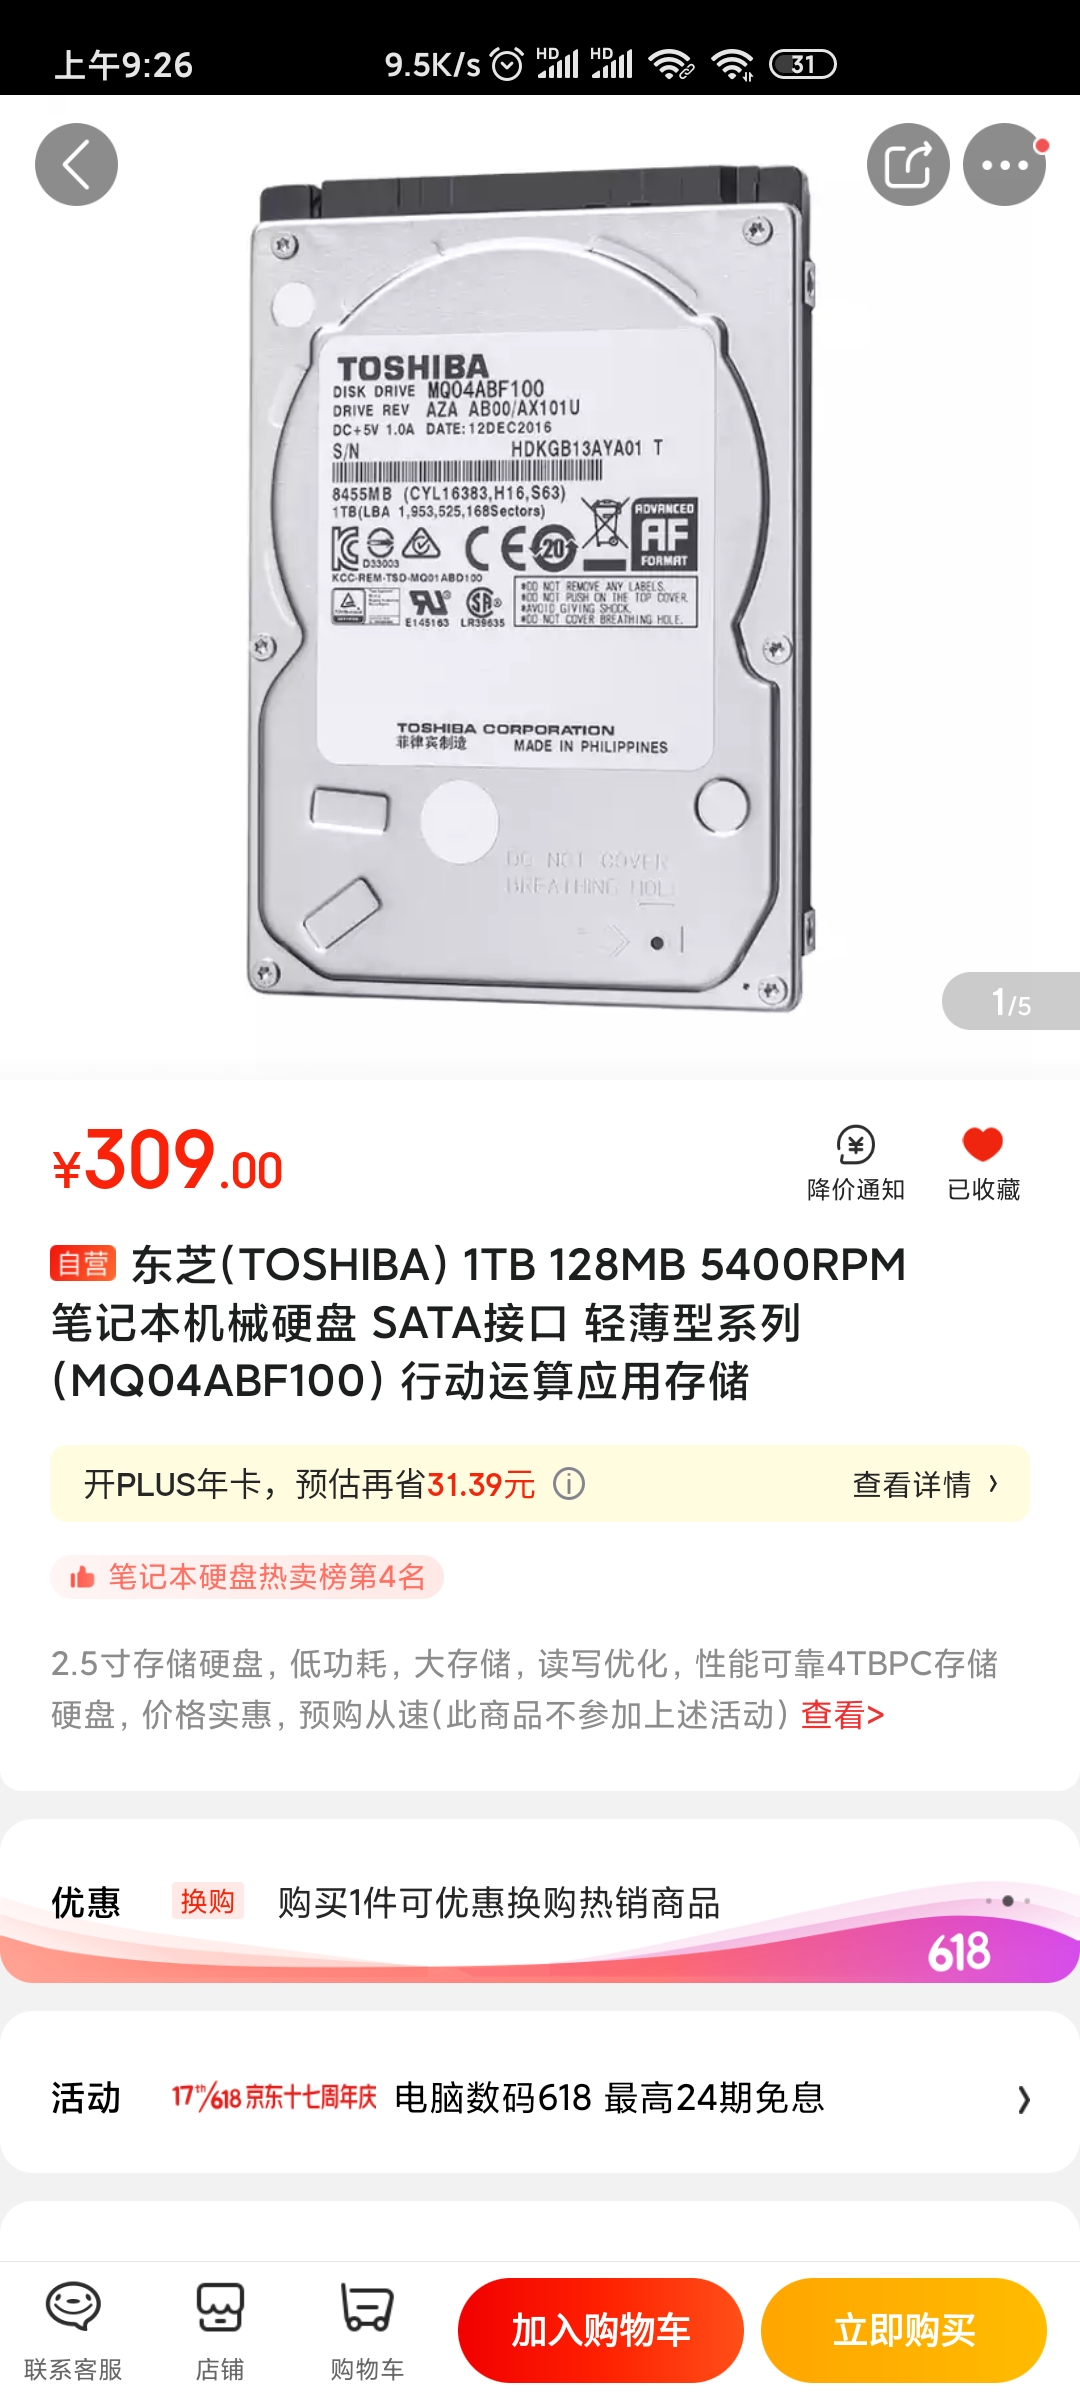 上午9:26
9.5K/s HD HD 31
TOSHIBA
DISK DRIVE MQ04ABF100
DRIVE REV AZA AB00/AX101U
DC+5V 1.0A DATE:12DEC2016
S/N HDKGB13AYA01 T
8455MB (CYL16383,H16,S63)
1TB(LBA 1,953,525,168Sectors)
D33003
20
ADVANCED
AF
FORMAT
KCC-REM-TSD-MQ01ABD100
*DO NOT REMOVE ANY LABELS.
*DO NOT PUSH ON THE TOP COVER.
*AVOID GIVING SHOCK.
*DO NOT COVER BREATHING HOLE.
E145163 LR39635
TOSHIBA CORPORATION
菲律宾制造 MADE IN PHILIPPINES
DO NOT COVER
BREATHING HOLE
1/5
¥309.00
降价通知 已收藏
自营 东芝(TOSHIBA) 1TB 128MB 5400RPM
笔记本机械硬盘 SATA接口 轻薄型系列
(MQ04ABF100) 行动运算应用存储
开PLUS年卡，预估再省31.39元 查看详情 ›
笔记本硬盘热卖榜第4名
2.5寸存储硬盘, 低功耗, 大存储, 读写优化, 性能可靠4TBPC存储
硬盘, 价格实惠, 预购从速(此商品不参加上述活动) 查看>
优惠 换购 购买1件可优惠换购热销商品
618
活动 17th/618 京东十七周年庆 电脑数码618 最高24期免息
联系客服 店铺 购物车 加入购物车 立即购买